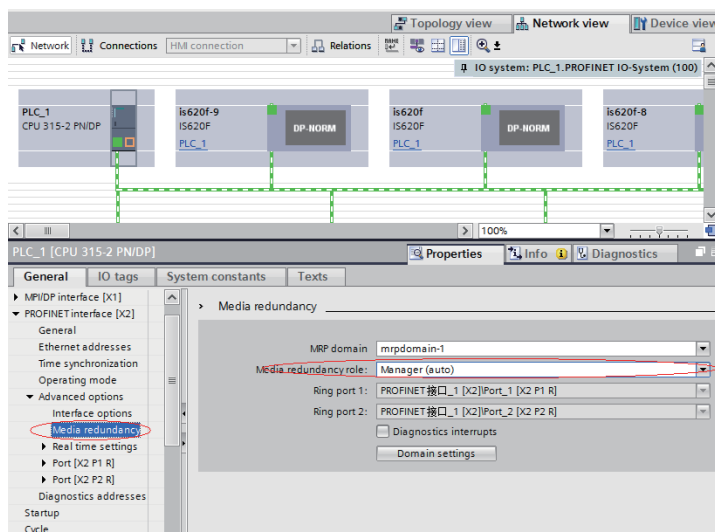 Topology view Network view Device view
Network Connections HMI connection Relations
IO system: PLC_1.PROFINET IO-System (100)
PLC_1
CPU 315-2 PN/DP
is620f-9
IS620F
DP-NORM
PLC_1
is620f
IS620F
DP-NORM
PLC_1
is620f-8
IS620F
PLC_1
100%
PLC_1 [CPU 315-2 PN/DP]
Properties Info Diagnostics
General IO tags System constants Texts
MPI/DP interface [X1]
PROFINET interface [X2]
General
Ethernet addresses
Time synchronization
Operating mode
Advanced options
Interface options
Media redundancy
Real time settings
Port [X2 P1 R]
Port [X2 P2 R]
Diagnostics addresses
Startup
Cycle
Media redundancy
MRP domain mrpdomain-1
Media redundancy role: Manager (auto)
Ring port 1: PROFINET接口_1 [X2]\Port_1 [X2 P1 R]
Ring port 2: PROFINET接口_1 [X2]\Port_2 [X2 P2 R]
Diagnostics interrupts
Domain settings